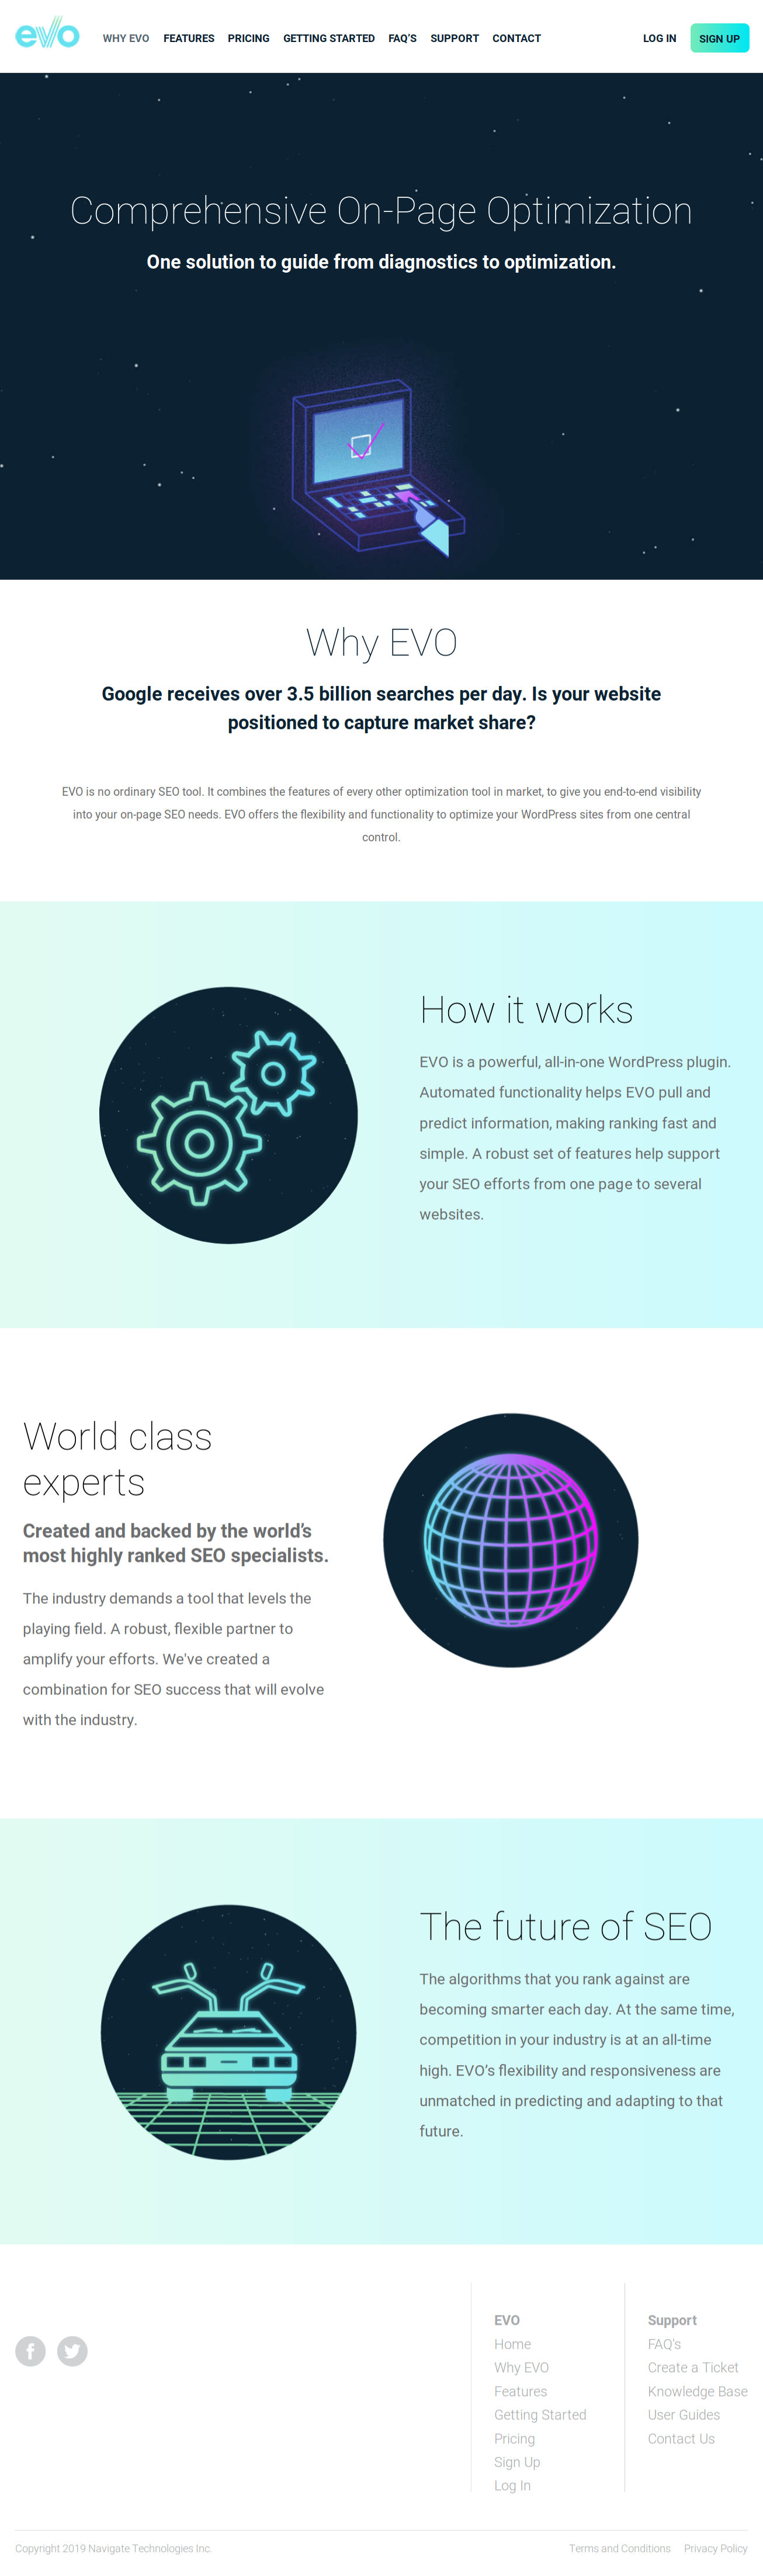 evo
WHY EVO FEATURES PRICING GETTING STARTED FAQ'S SUPPORT CONTACT LOG IN SIGN UP
Comprehensive On-Page Optimization
One solution to guide from diagnostics to optimization.
Why EVO
Google receives over 3.5 billion searches per day. Is your website
positioned to capture market share?
EVO is no ordinary SEO tool. It combines the features of every other optimization tool in market, to give you end-to-end visibility
into your on-page SEO needs. EVO offers the flexibility and functionality to optimize your WordPress sites from one central
control.
How it works
EVO is a powerful, all-in-one WordPress plugin.
Automated functionality helps EVO pull and
predict information, making ranking fast and
simple. A robust set of features help support
your SEO efforts from one page to several
websites.
World class
experts
Created and backed by the world’s
most highly ranked SEO specialists.
The industry demands a tool that levels the
playing field. A robust, flexible partner to
amplify your efforts. We've created a
combination for SEO success that will evolve
with the industry.
The future of SEO
The algorithms that you rank against are
becoming smarter each day. At the same time,
competition in your industry is at an all-time
high. EVO’s flexibility and responsiveness are
unmatched in predicting and adapting to that
future.
EVO
Home
Why EVO
Features
Getting Started
Pricing
Sign Up
Log In
Support
FAQ's
Create a Ticket
Knowledge Base
User Guides
Contact Us
Copyright 2019 Navigate Technologies Inc. Terms and Conditions Privacy Policy